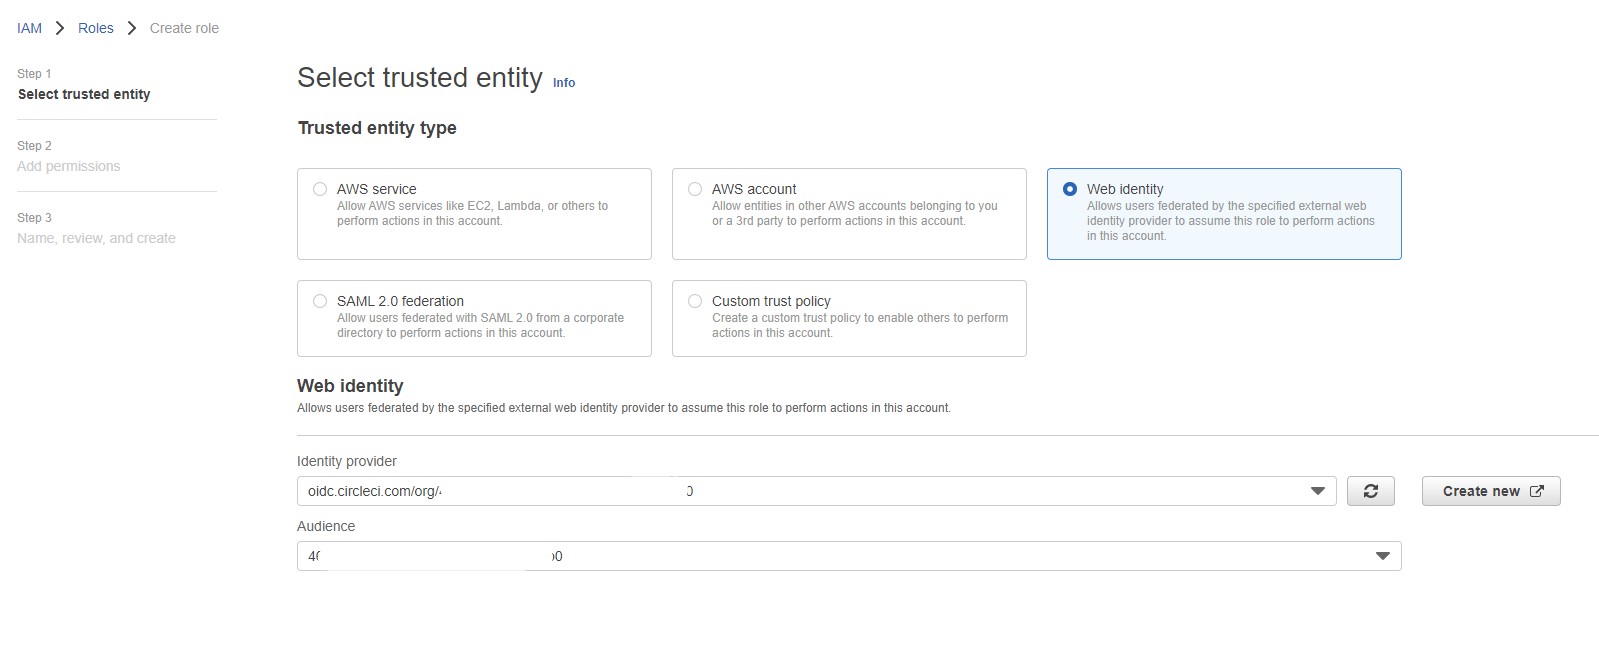 IAM > Roles > Create role
Step 1
Select trusted entity
Step 2
Add permissions
Step 3
Name, review, and create
Select trusted entity Info
Trusted entity type
AWS service
Allow AWS services like EC2, Lambda, or others to
perform actions in this account.
AWS account
Allow entities in other AWS accounts belonging to you
or a 3rd party to perform actions in this account.
Web identity
Allows users federated by the specified external web
identity provider to assume this role to perform actions
in this account.
SAML 2.0 federation
Allow users federated with SAML 2.0 from a corporate
directory to perform actions in this account.
Custom trust policy
Create a custom trust policy to enable others to perform
actions in this account.
Web identity
Allows users federated by the specified external web identity provider to assume this role to perform actions in this account.
Identity provider
oidc.circleci.com/org/ 0
Create new
Audience
4 0